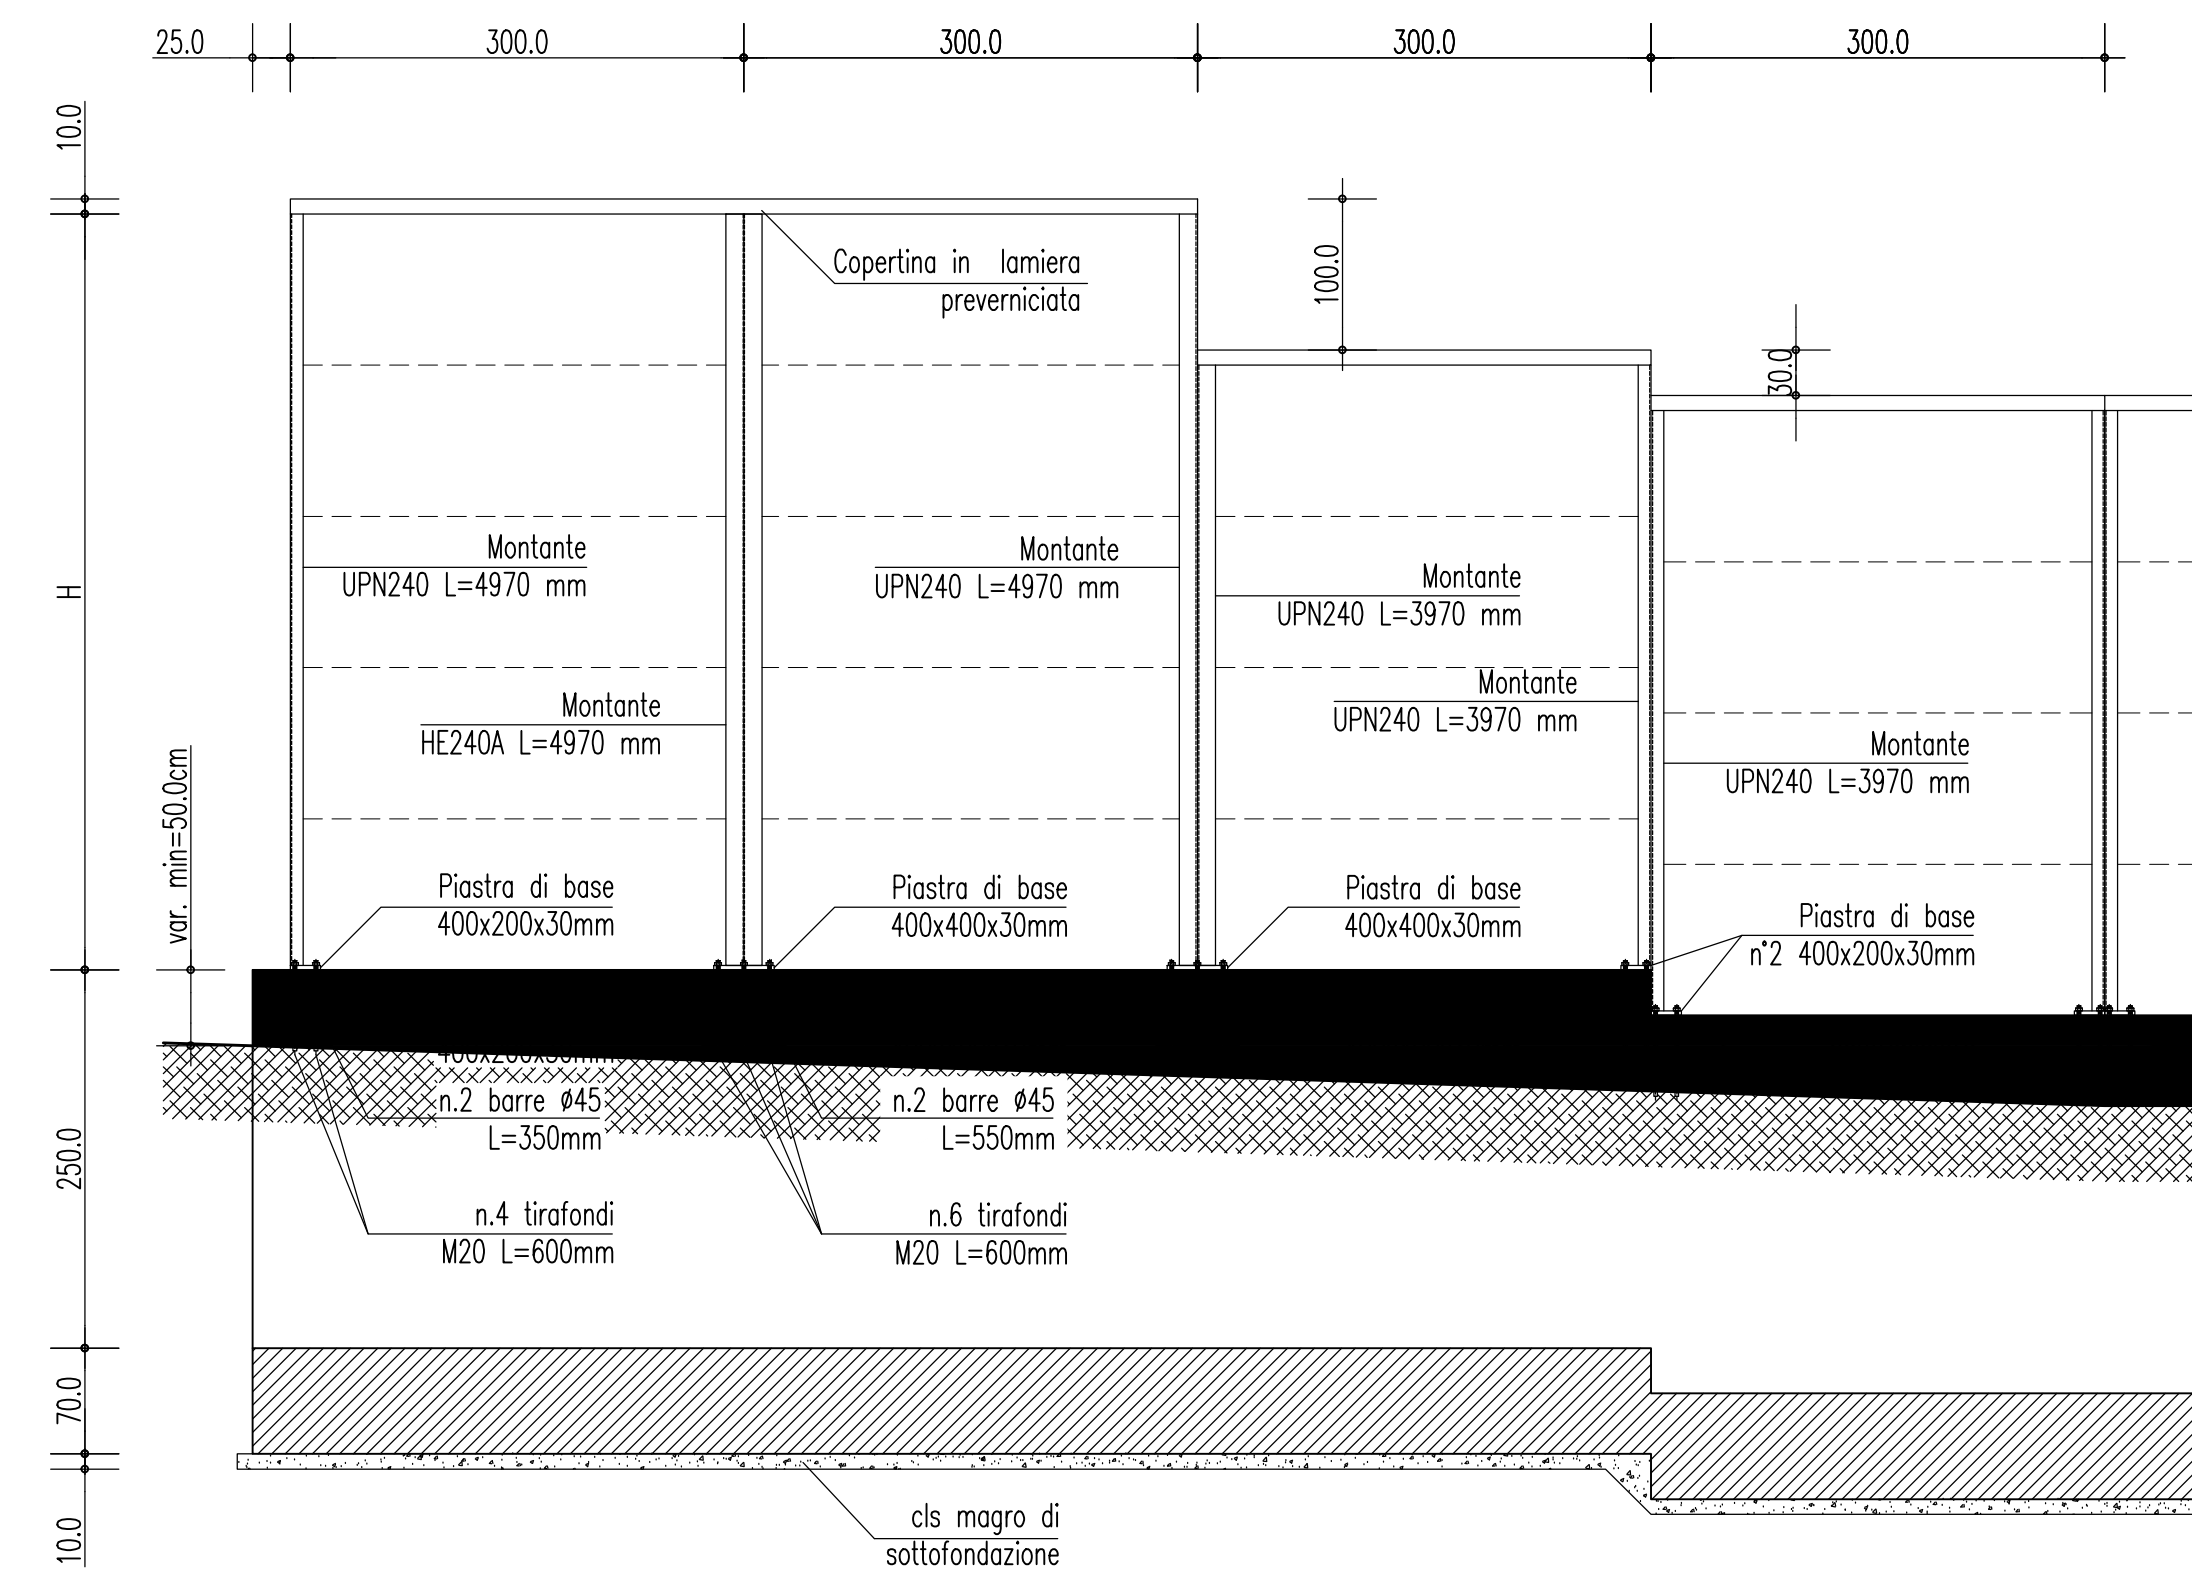 25.0
300.0
300.0
300.0
300.0
10.0
Copertina in lamiera
preverniciata
100.0
30.0
H
Montante
UPN240 L=4970 mm
Montante
UPN240 L=4970 mm
Montante
UPN240 L=3970 mm
Montante
UPN240 L=3970 mm
Montante
HE240A L=4970 mm
Montante
UPN240 L=3970 mm
var. min=50.0cm
Piastra di base
400x200x30mm
Piastra di base
400x400x30mm
Piastra di base
400x400x30mm
Piastra di base
n°2 400x200x30mm
400x200x30mm
n.2 barre Ø45
L=350mm
n.2 barre Ø45
L=550mm
250.0
n.4 tirafondi
M20 L=600mm
n.6 tirafondi
M20 L=600mm
70.0
10.0
cls magro di
sottofondazione